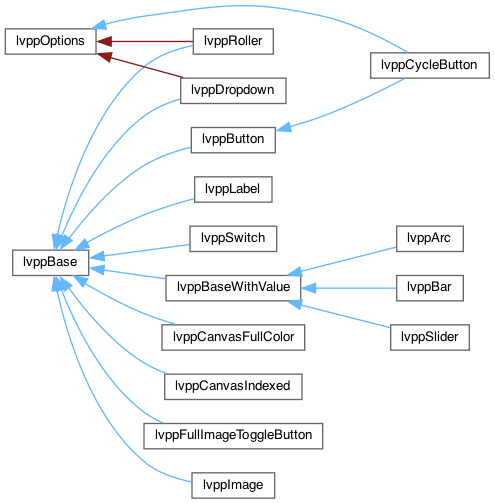 lvppOptions
lvppRoller
lvppCycleButton
lvppDropdown
lvppButton
lvppLabel
lvppSwitch
lvppArc
lvppBase
lvppBaseWithValue
lvppBar
lvppCanvasFullColor
lvppSlider
lvppCanvasIndexed
lvppFullImageToggleButton
lvppImage